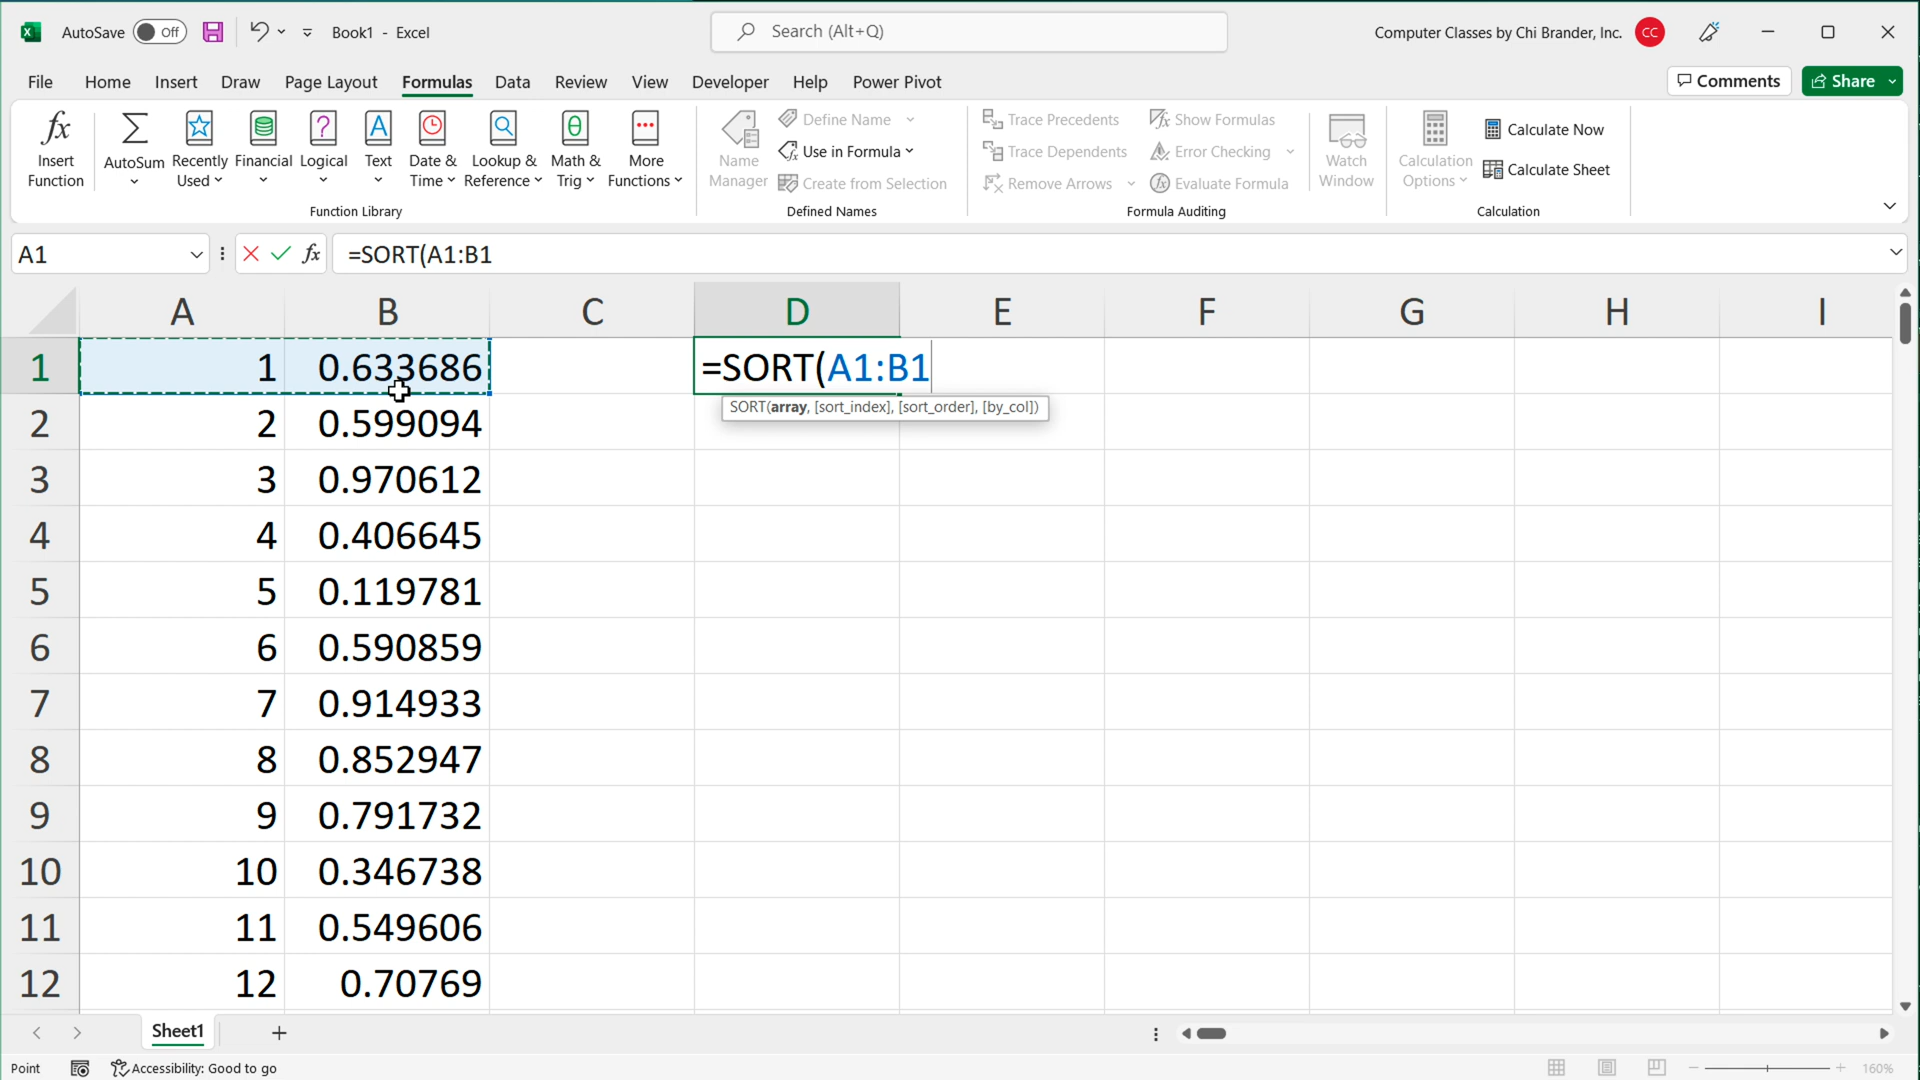 AutoSave Off Book1 - Excel Search (Alt+Q) Computer Classes by Chi Brander, Inc. CC
File Home Insert Draw Page Layout Formulas Data Review View Developer Help Power Pivot Comments Share
Insert Function
AutoSum
Recently Used
Financial
Logical
Text
Date & Time
Lookup & Reference
Math & Trig
More Functions
Function Library
Name Manager
Define Name
Use in Formula
Create from Selection
Defined Names
Trace Precedents
Trace Dependents
Remove Arrows
Show Formulas
Error Checking
Evaluate Formula
Formula Auditing
Watch Window
Calculation Options
Calculate Now
Calculate Sheet
Calculation
A1 fx =SORT(A1:B1
A B C D E F G H I
1 1 0.633686 =SORT(A1:B1
SORT(array, [sort_index], [sort_order], [by_col])
2 2 0.599094
3 3 0.970612
4 4 0.406645
5 5 0.119781
6 6 0.590859
7 7 0.914933
8 8 0.852947
9 9 0.791732
10 10 0.346738
11 11 0.549606
12 12 0.70769
Sheet1
Point Accessibility: Good to go 160%